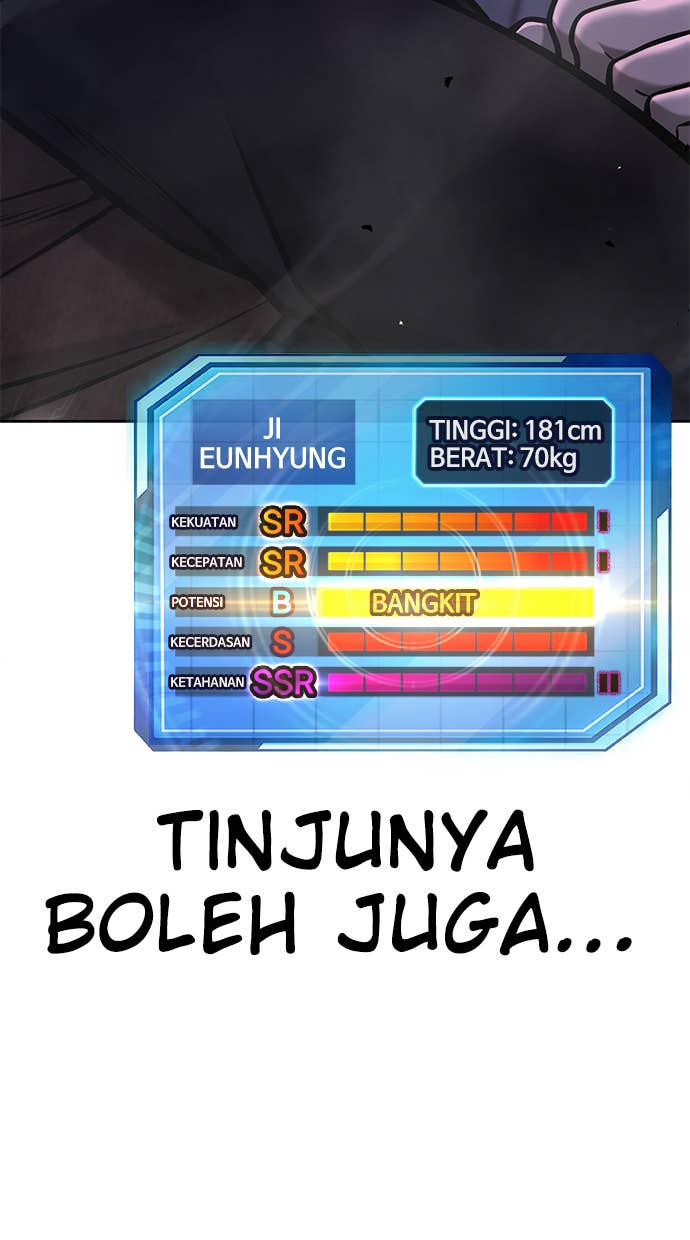 JI
EUNHYUNG
TINGGI: 181cm
BERAT: 70kg
KEKUATAN SR
KECEPATAN SR
POTENSI B BANGKIT
KECERDASAN S
KETAHANAN SSR
TINJUNYA
BOLEH JUGA...